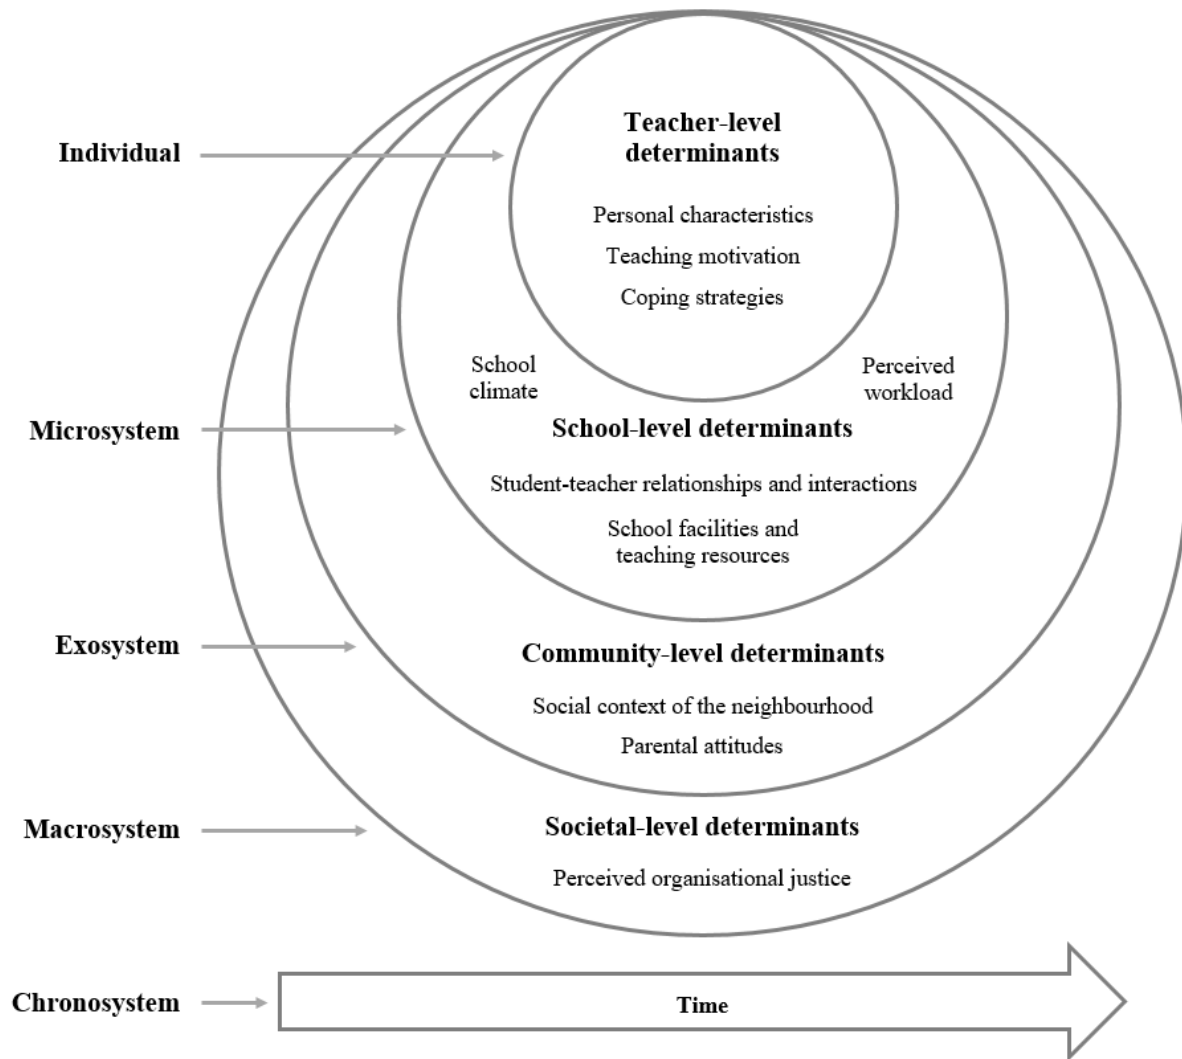 Teacher-level
determinants
Individual
Personal characteristics
Teaching motivation
Coping strategies
School
climate
Perceived
workload
Microsystem
School-level determinants
Student-teacher relationships and interactions
School facilities and
teaching resources
Exosystem
Community-level determinants
Social context of the neighbourhood
Parental attitudes
Macrosystem
Societal-level determinants
Perceived organisational justice
Chronosystem
Time